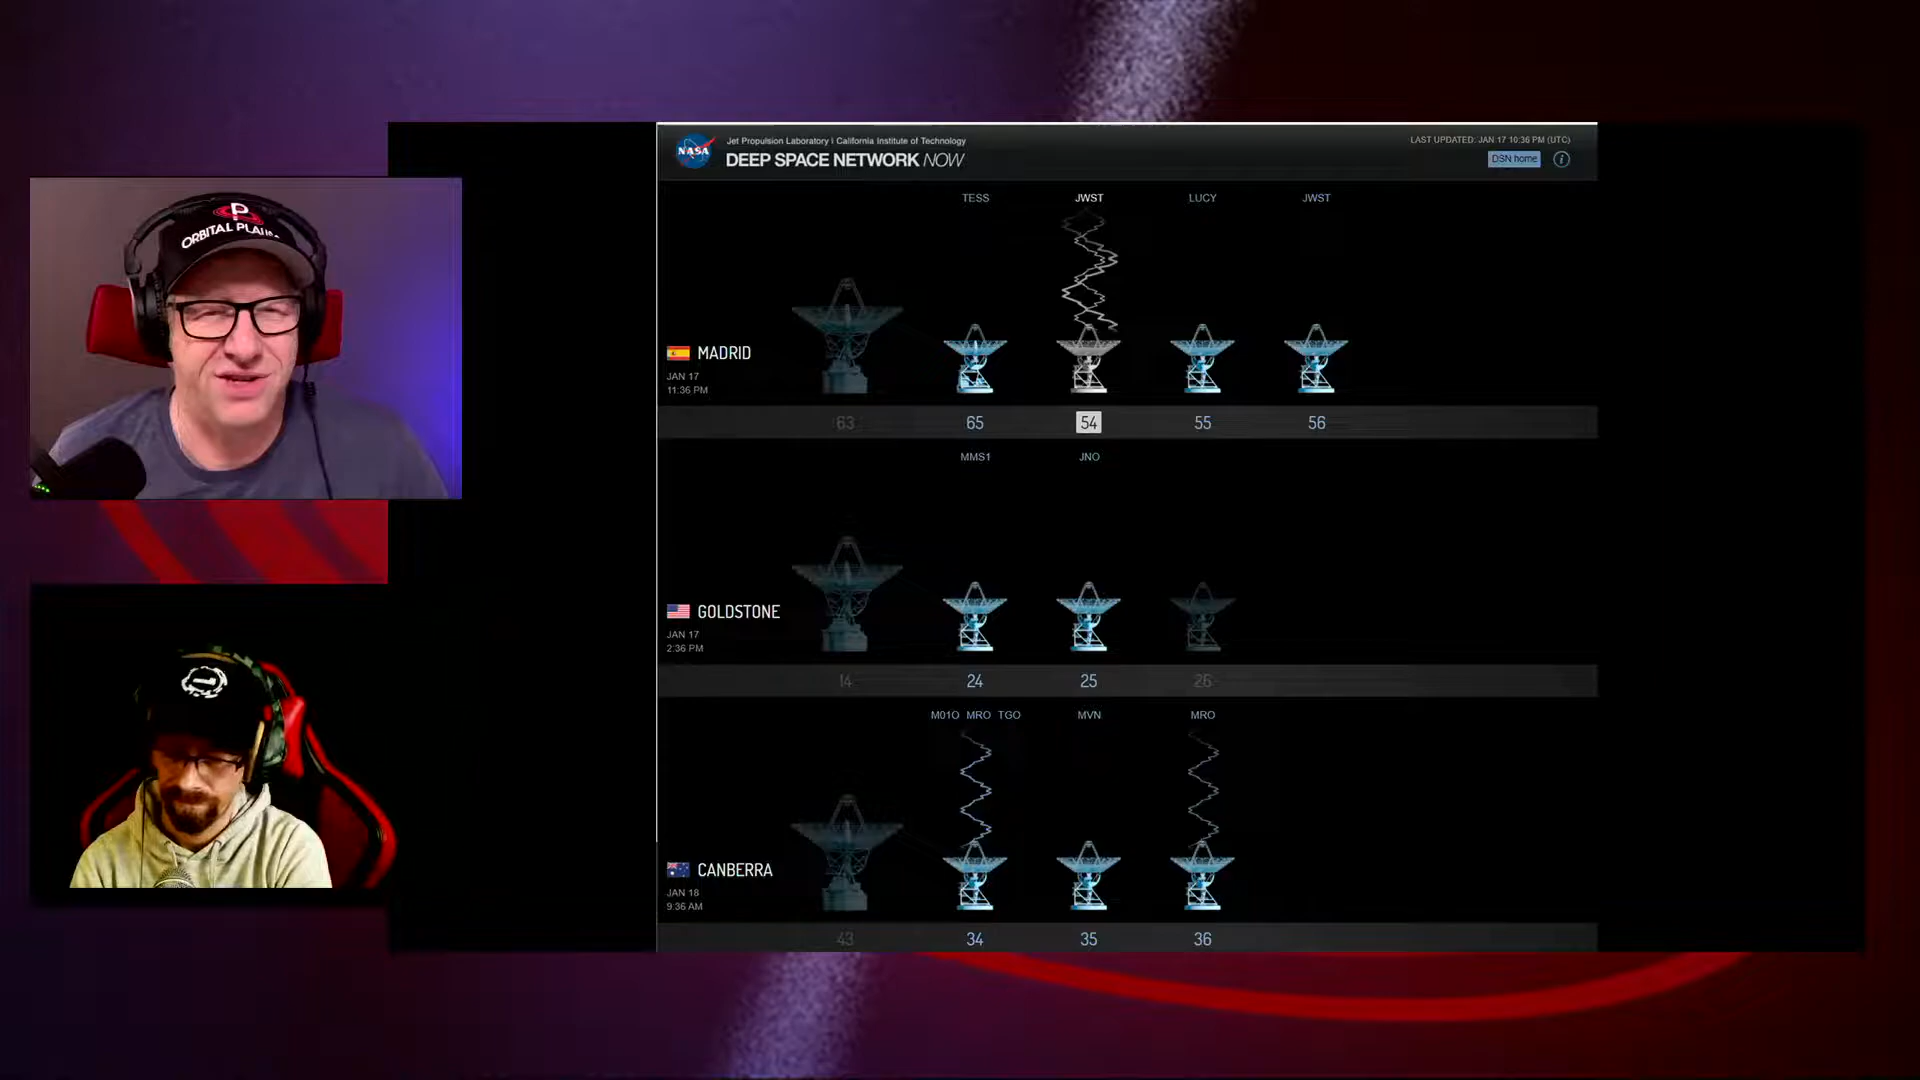 P
ORBITAL PLA
NASA
Jet Propulsion Laboratory | California Institute of Technology
DEEP SPACE NETWORK NOW
LAST UPDATED: JAN 17 10:36 PM (UTC)
DSN home
i
TESS JWST LUCY JWST
MADRID
JAN 17
11:36 PM
63 65 54 55 56
MMS1 JNO
GOLDSTONE
JAN 17
2:36 PM
14 24 25 26
M01O MRO TGO MVN MRO
CANBERRA
JAN 18
9:36 AM
43 34 35 36